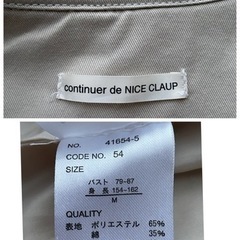 continuer de NICE CLAUP
NO. 41654-5
CODE NO. 54
SIZE
バスト 79-87
身長 154-162
M
QUALITY
表地 ポリエステル 65%
綿 35%